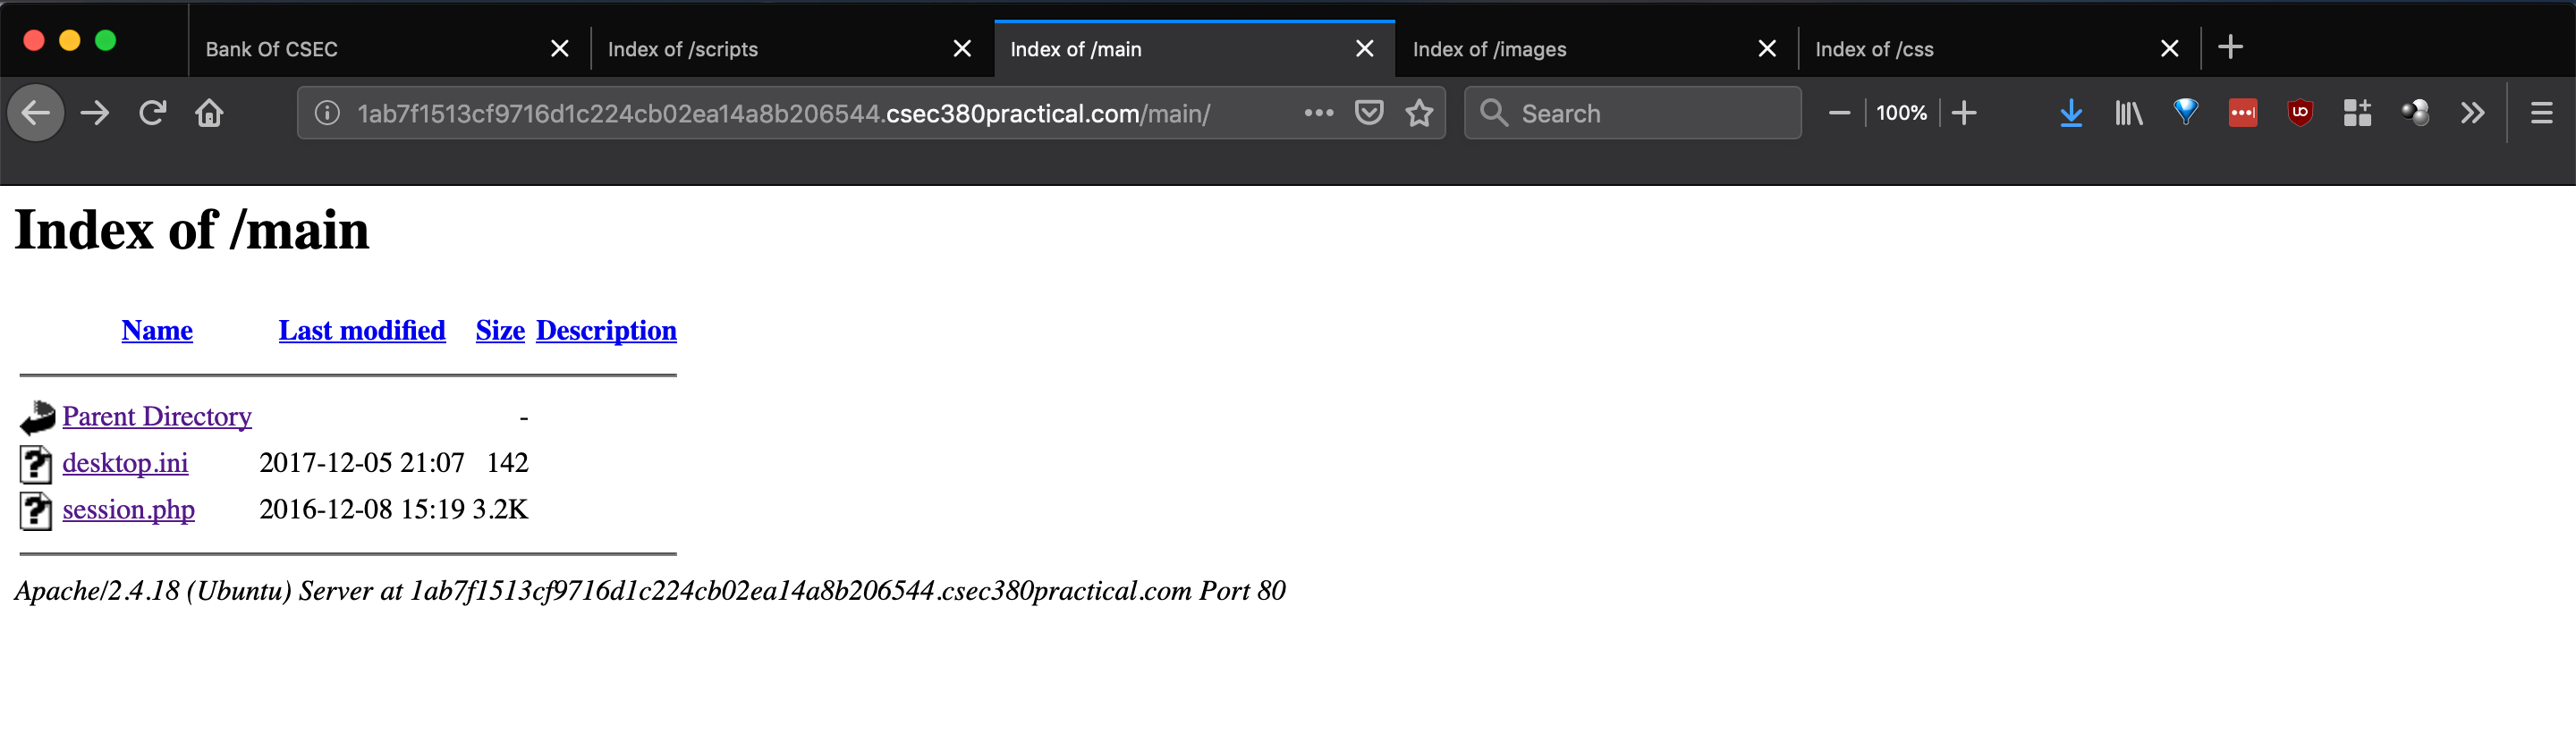 Bank Of CSEC
Index of /scripts
Index of /main
Index of /images
Index of /css
1ab7f1513cf9716d1c224cb02ea14a8b206544.csec380practical.com/main/
Search
100%
Index of /main
Name Last modified Size Description
Parent Directory -
desktop.ini 2017-12-05 21:07 142
session.php 2016-12-08 15:19 3.2K
Apache/2.4.18 (Ubuntu) Server at 1ab7f1513cf9716d1c224cb02ea14a8b206544.csec380practical.com Port 80